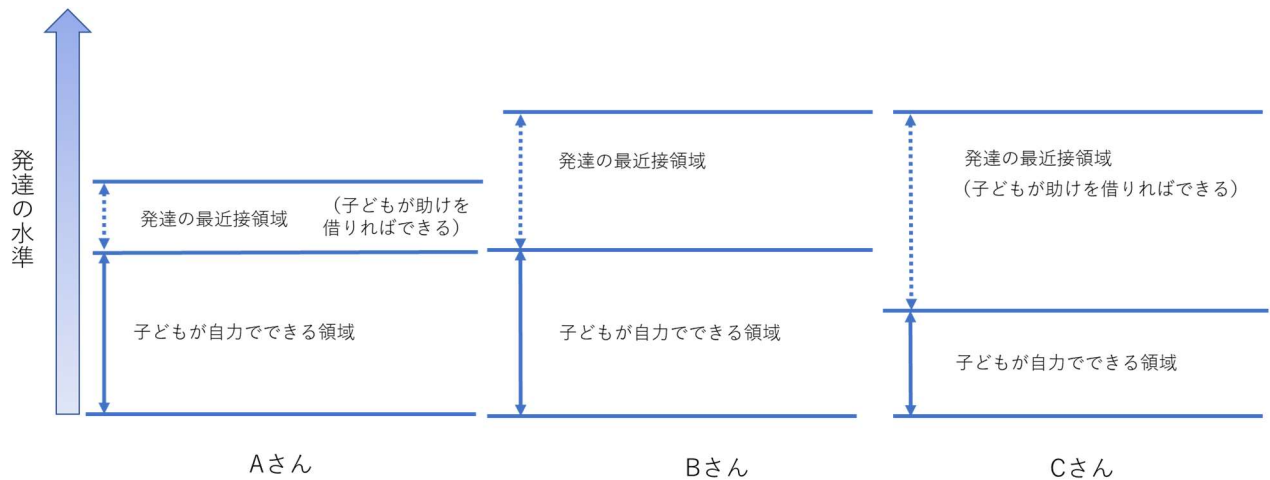 発達の水準
発達の最近接領域
（子どもが助けを
借りればできる）
子どもが自力でできる領域
Aさん
発達の最近接領域
子どもが自力でできる領域
Bさん
発達の最近接領域
（子どもが助けを借りればできる）
子どもが自力でできる領域
Cさん